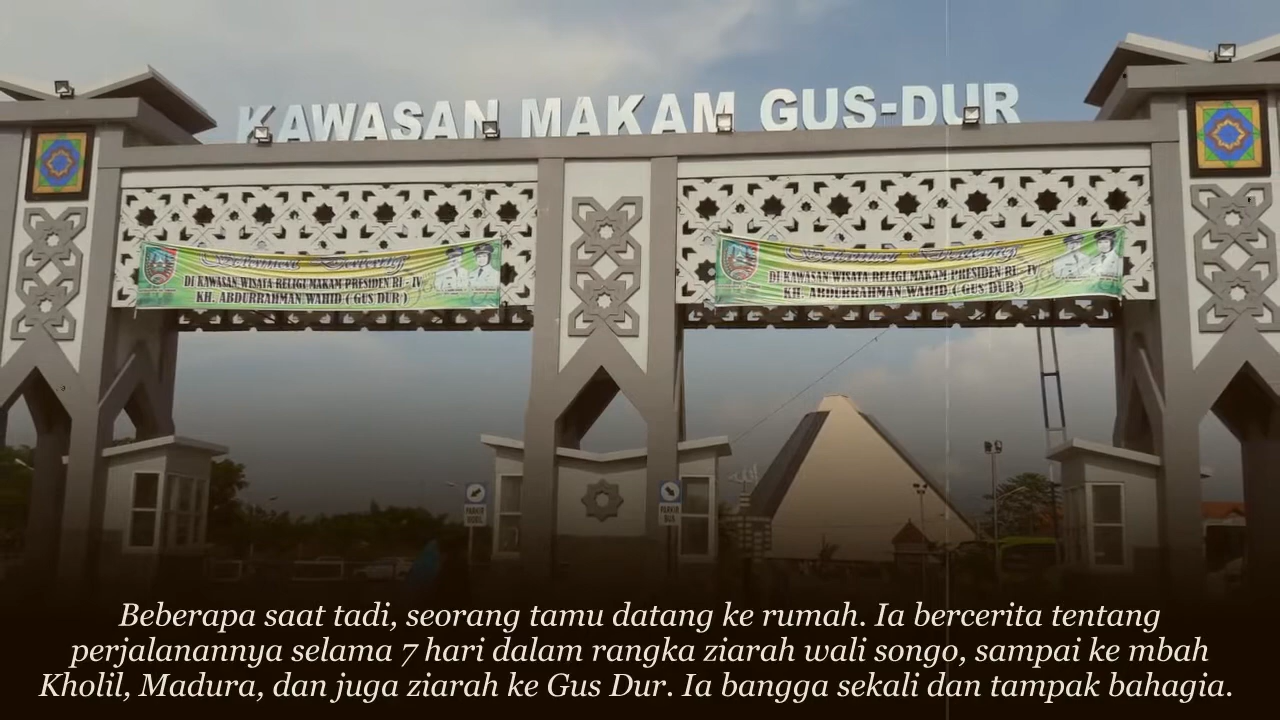 KAWASAN MAKAM GUS-DUR
Selamat Datang
DI KAWASAN WISATA RELIGI MAKAM PRESIDEN RI - IV
KH. ABDURRAHMAN WAHID ( GUS DUR )
Selamat Datang
DI KAWASAN WISATA RELIGI MAKAM PRESIDEN RI - IV
KH. ABDURRAHMAN WAHID ( GUS DUR )
PARKIR
PARKIR
BUS
Beberapa saat tadi, seorang tamu datang ke rumah. Ia bercerita tentang
perjalanannya selama 7 hari dalam rangka ziarah wali songo, sampai ke mbah
Kholil, Madura, dan juga ziarah ke Gus Dur. Ia bangga sekali dan tampak bahagia.